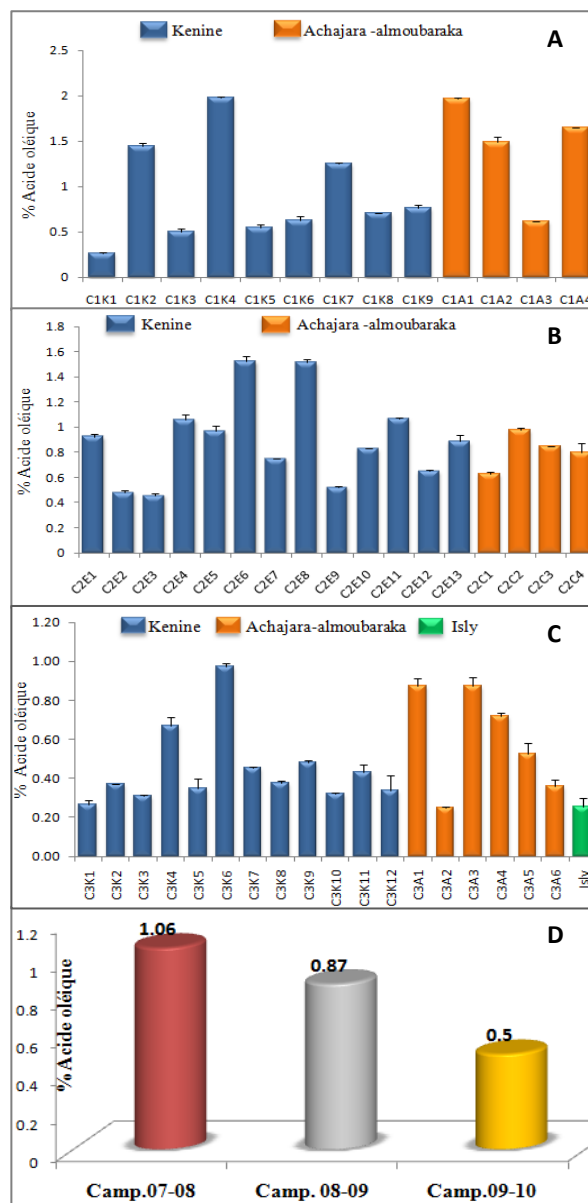 Kenine Achajara -almoubaraka A
% Acide oléique
2.5
2
1.5
1
0.5
0
C1K1 C1K2 C1K3 C1K4 C1K5 C1K6 C1K7 C1K8 C1K9 C1A1 C1A2 C1A3 C1A4
Kenine Achajara -almoubaraka B
% Acide oléique
1.8
1.6
1.4
1.2
1
0.8
0.6
0.4
0.2
0
C2E1 C2E2 C2E3 C2E4 C2E5 C2E6 C2E7 C2E8 C2E9 C2E10 C2E11 C2E12 C2E13 C2C1 C2C2 C2C3 C2C4
Kenine Achajara-almoubaraka Isly
C
% Acide oléique
1.20
1.00
0.80
0.60
0.40
0.20
0.00
C3K1 C3K2 C3K3 C3K4 C3K5 C3K6 C3K7 C3K8 C3K9 C3K10 C3K11 C3K12 C3A1 C3A2 C3A3 C3A4 C3A5 C3A6 Isly
D
% Acide oléique
1.2
1
0.8
0.6
0.4
0.2
0
1.06
0.87
0.5
Camp.07-08 Camp. 08-09 Camp.09-10